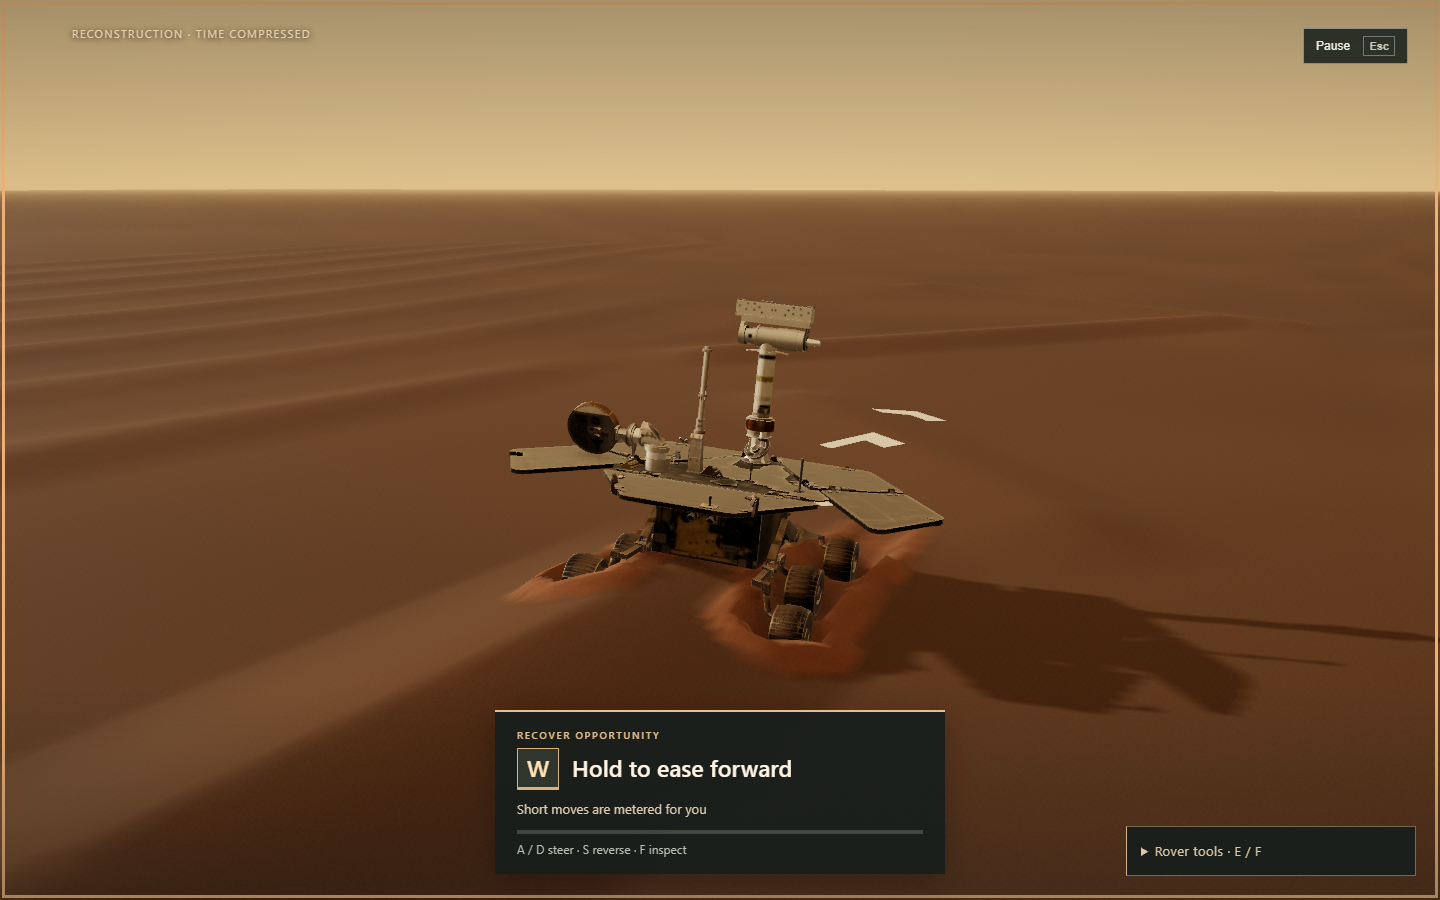 RECONSTRUCTION · TIME COMPRESSED
Pause Esc
RECOVER OPPORTUNITY
W Hold to ease forward
Short moves are metered for you
A / D steer · S reverse · F inspect
▶ Rover tools · E / F